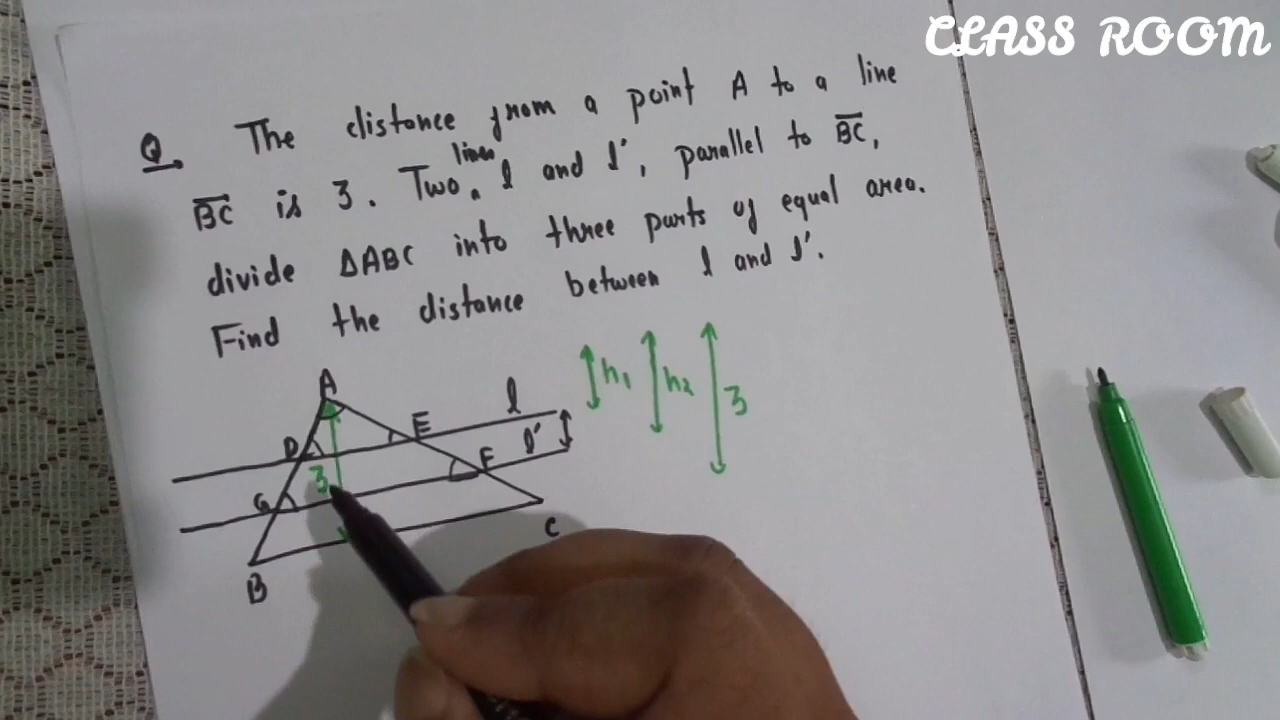 CLASS ROOM
Q. The distance from a point A to a line
BC is 3. Two lines l and l', parallel to BC,
divide ΔABC into three parts of equal area.
Find the distance between l and l'.
A
D
E
l
l'
G
F
3
B
C
h₁
h₂
3